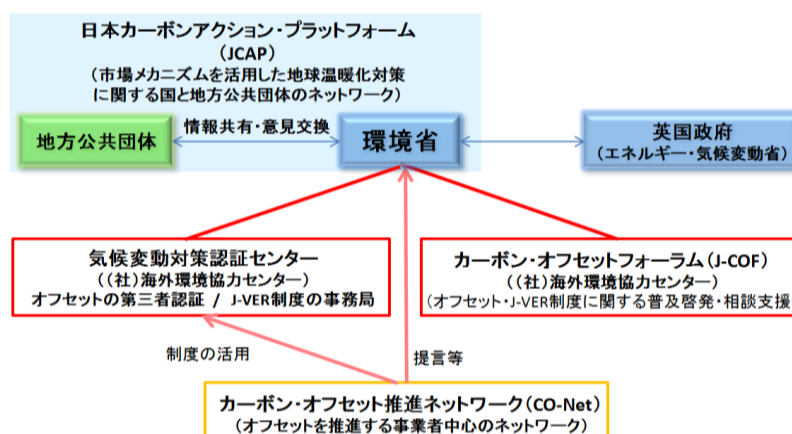 日本カーボンアクション・プラットフォーム
(JCAP)
(市場メカニズムを活用した地球温暖化対策
に関する国と地方公共団体のネットワーク)
地方公共団体
情報共有・意見交換
環境省
英国政府
(エネルギー・気候変動省)
気候変動対策認証センター
((社)海外環境協力センター)
オフセットの第三者認証 / J-VER制度の事務局
カーボン・オフセットフォーラム(J-COF)
((社)海外環境協力センター)
(オフセット・J-VER制度に関する普及啓発・相談支援
制度の活用
提言等
カーボン・オフセット推進ネットワーク(CO-Net)
(オフセットを推進する事業者中心のネットワーク)